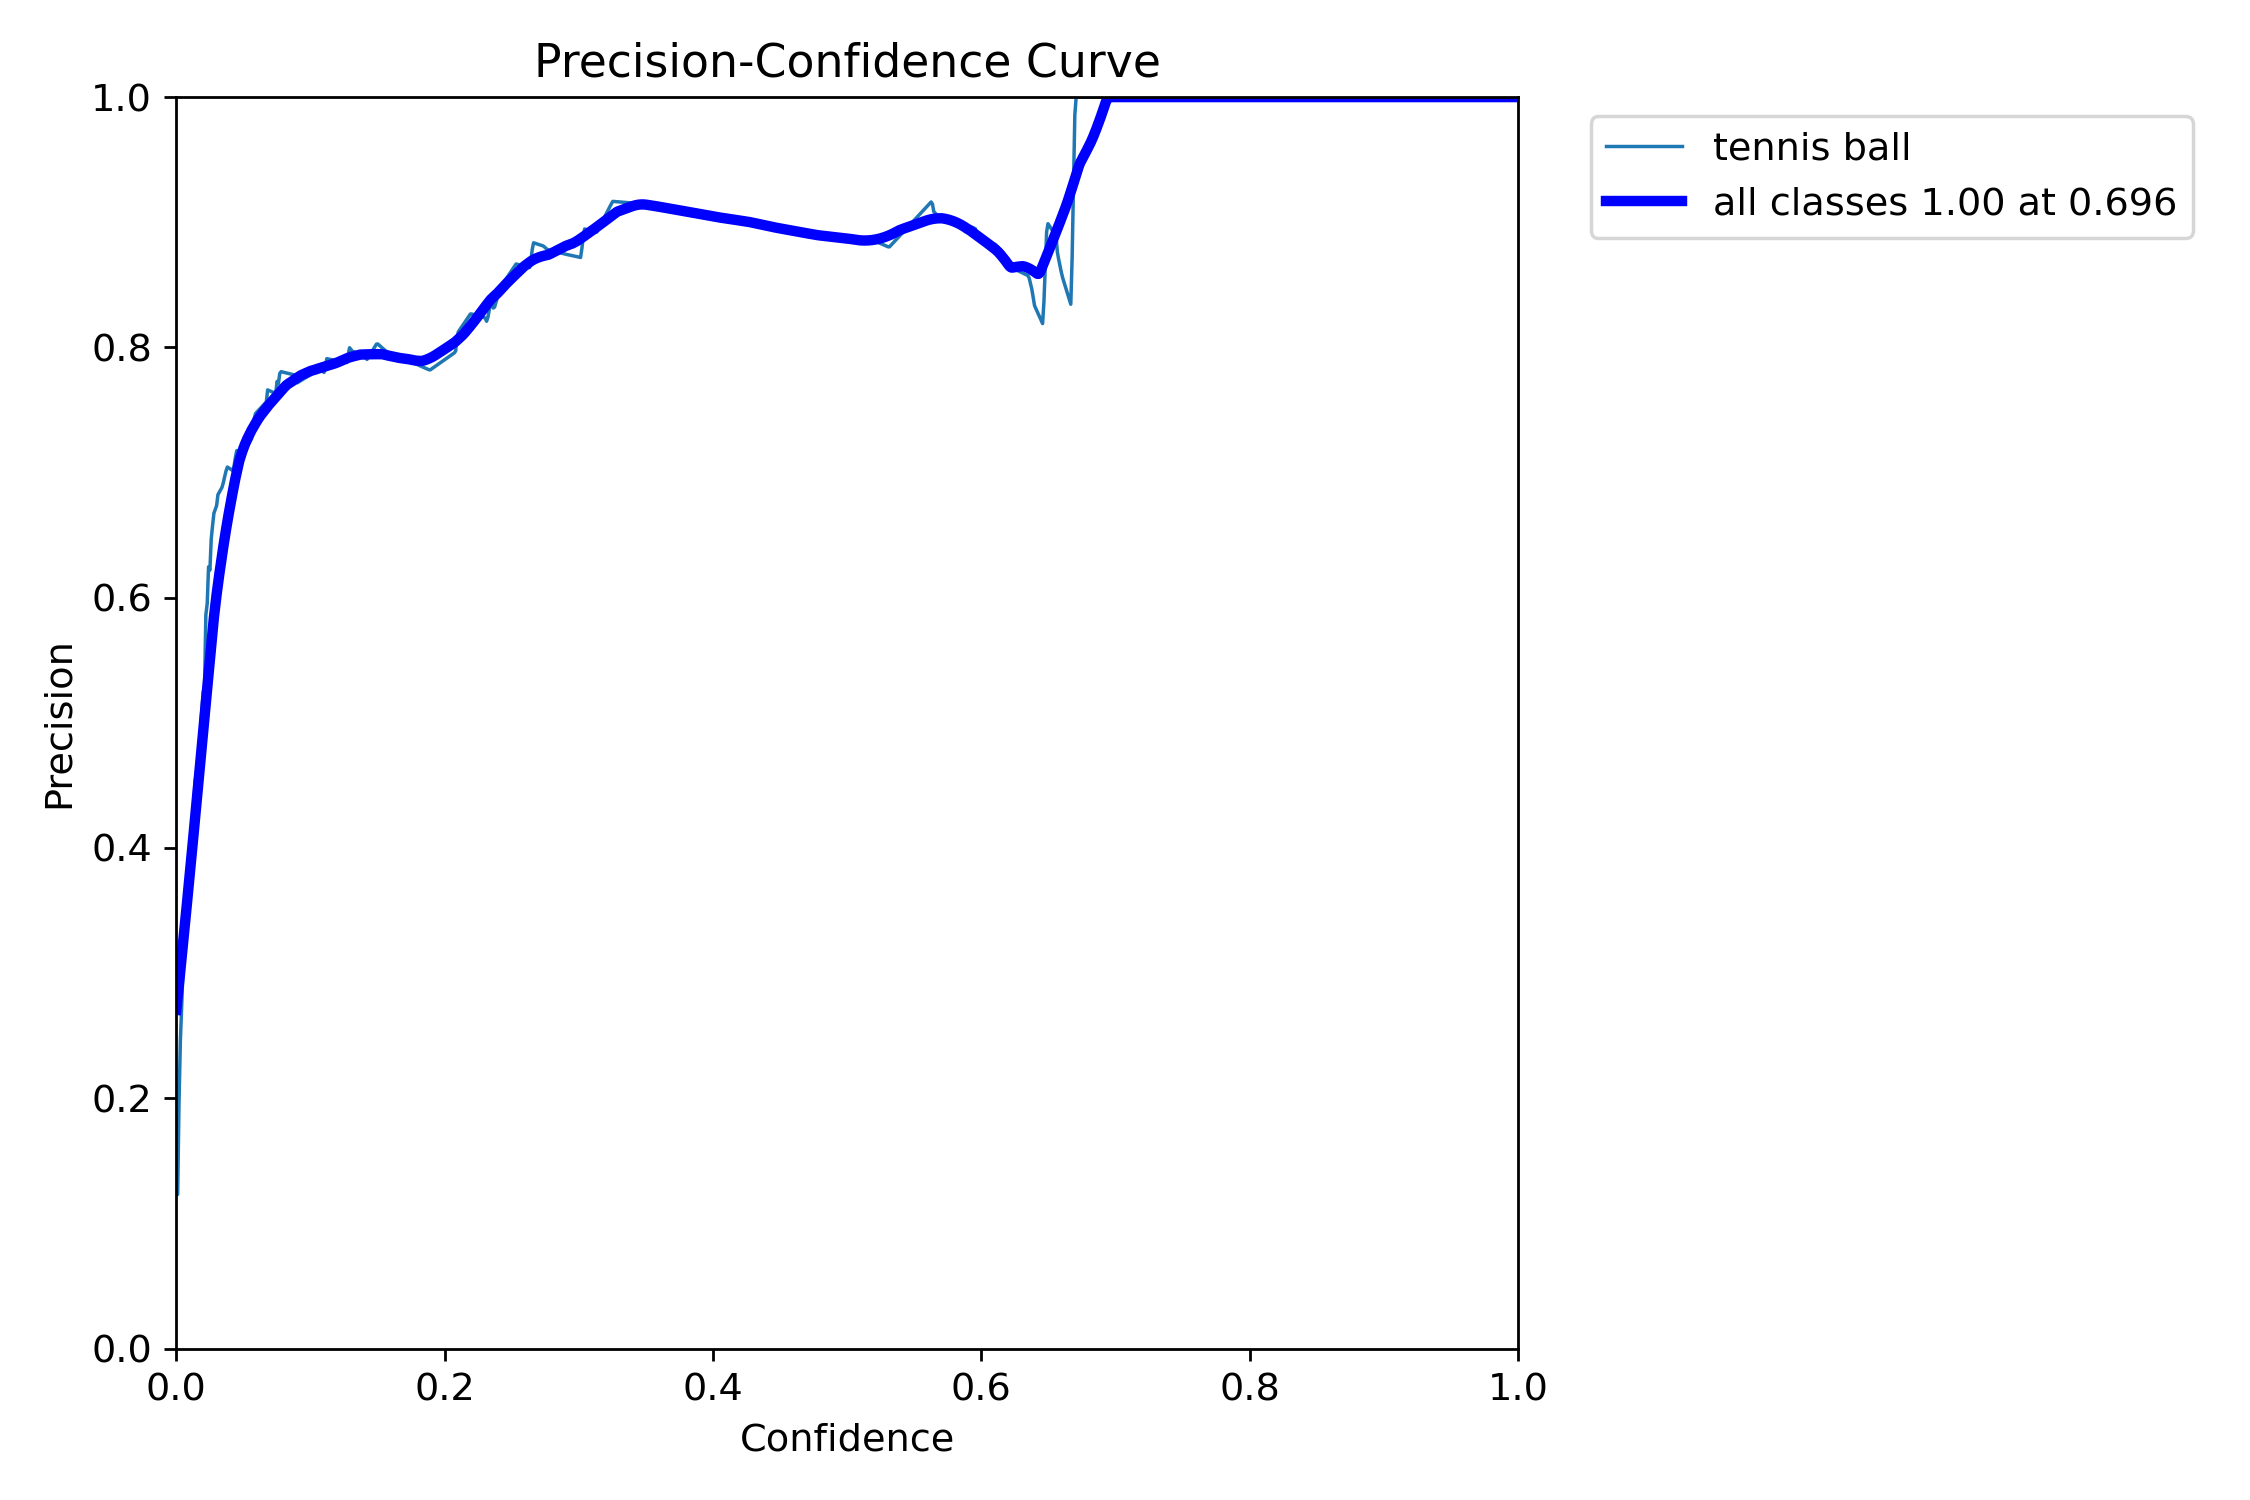 Precision-Confidence Curve
1.0
0.8
0.6
0.4
0.2
0.0
Precision
0.0 0.2 0.4 0.6 0.8 1.0
Confidence
tennis ball
all classes 1.00 at 0.696